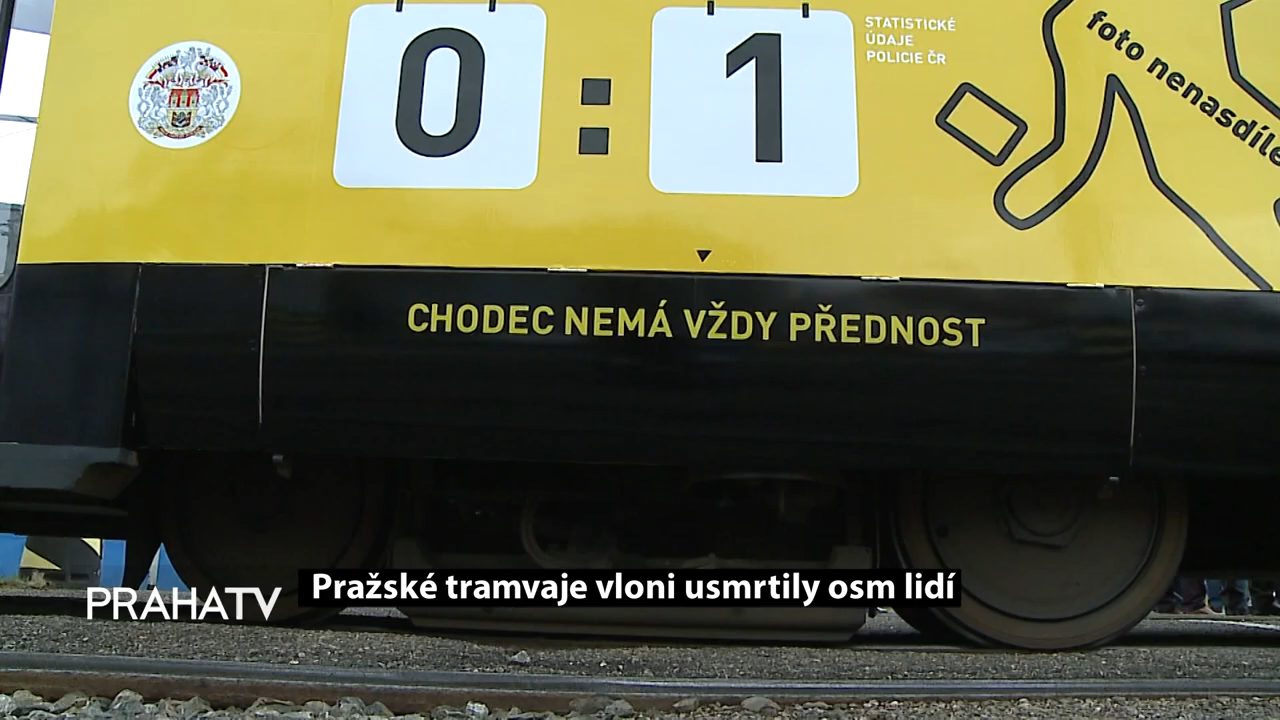 0 : 1
STATISTICKÉ
ÚDAJE
POLICIE ČR
foto nenasdíle
CHODEC NEMÁ VŽDY PŘEDNOST
Pražské tramvaje vloni usmrtily osm lidí
PRAHATV